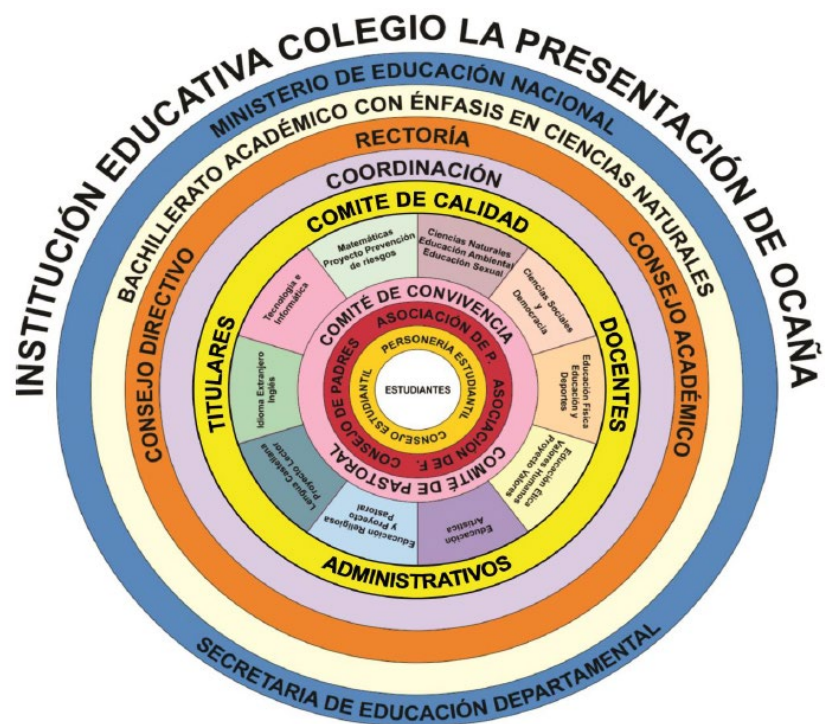 INSTITUCIÓN EDUCATIVA COLEGIO LA PRESENTACIÓN DE OCAÑA
MINISTERIO DE EDUCACIÓN NACIONAL
BACHILLERATO ACADÉMICO CON ÉNFASIS EN CIENCIAS NATURALES
RECTORÍA
CONSEJO DIRECTIVO
CONSEJO ACADÉMICO
COORDINACIÓN
COMITE DE CALIDAD
TITULARES
DOCENTES
ADMINISTRATIVOS
Matemáticas
Proyecto Prevención
de riesgos
Ciencias Naturales
Educación Ambiental
Educación Sexual
Ciencias Sociales
y
Democracia
Educación Física
Educación y
Deportes
Educación Ética
Valores Humanos
Proyecto Valores
Educación
Artística
Educación Religiosa
y Proyecto
Pastoral
Lengua Castellana
Proyecto Lector
Idioma Extranjero
Inglés
Tecnología e
Informática
COMITÉ DE CONVIVENCIA
COMITÉ DE PASTORAL
ASOCIACIÓN DE P.
ASOCIACIÓN DE F.
CONSEJO DE PADRES
PERSONERÍA ESTUDIANTIL
CONSEJO ESTUDIANTIL
ESTUDIANTES
SECRETARIA DE EDUCACIÓN DEPARTAMENTAL